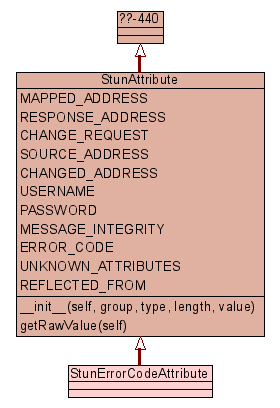 ??-440
StunAttribute
MAPPED_ADDRESS
RESPONSE_ADDRESS
CHANGE_REQUEST
SOURCE_ADDRESS
CHANGED_ADDRESS
USERNAME
PASSWORD
MESSAGE_INTEGRITY
ERROR_CODE
UNKNOWN_ATTRIBUTES
REFLECTED_FROM
__init__(self, group, type, length, value)
getRawValue(self)
StunErrorCodeAttribute